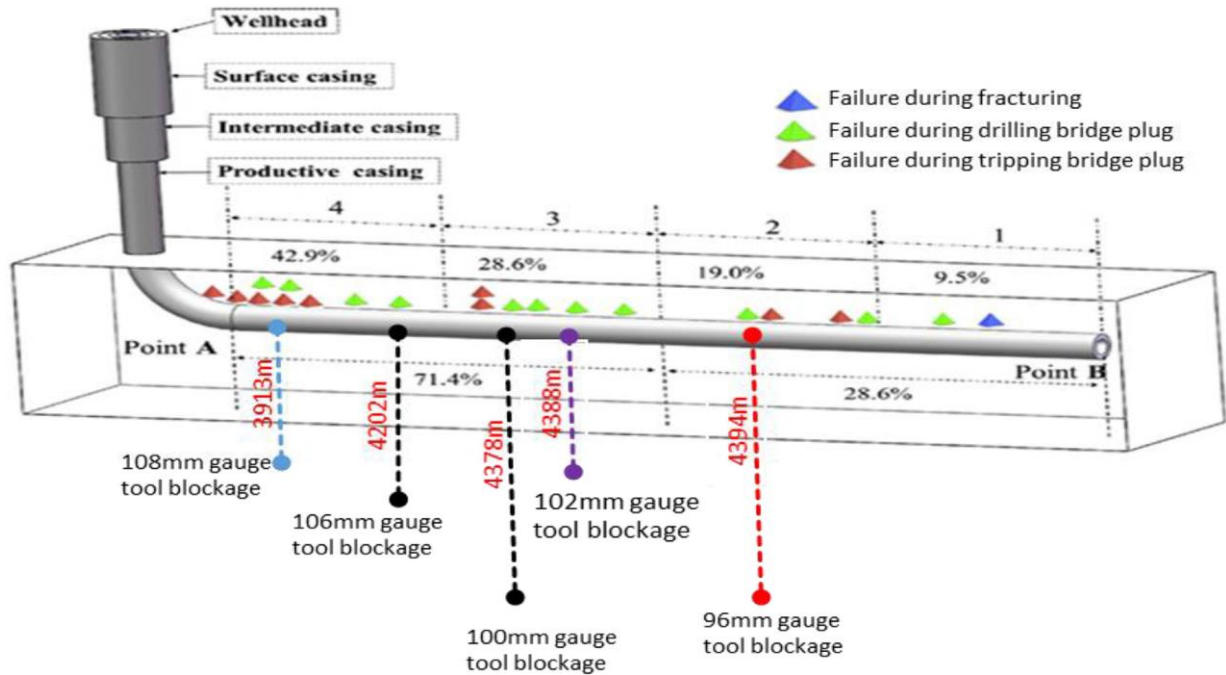 Wellhead
Surface casing
Intermediate casing
Productive casing
Failure during fracturing
Failure during drilling bridge plug
Failure during tripping bridge plug
4
3
2
1
42.9%
28.6%
19.0%
9.5%
Point A
Point B
71.4%
28.6%
3913m
4202m
4378m
4388m
4394m
108mm gauge
tool blockage
106mm gauge
tool blockage
100mm gauge
tool blockage
102mm gauge
tool blockage
96mm gauge
tool blockage